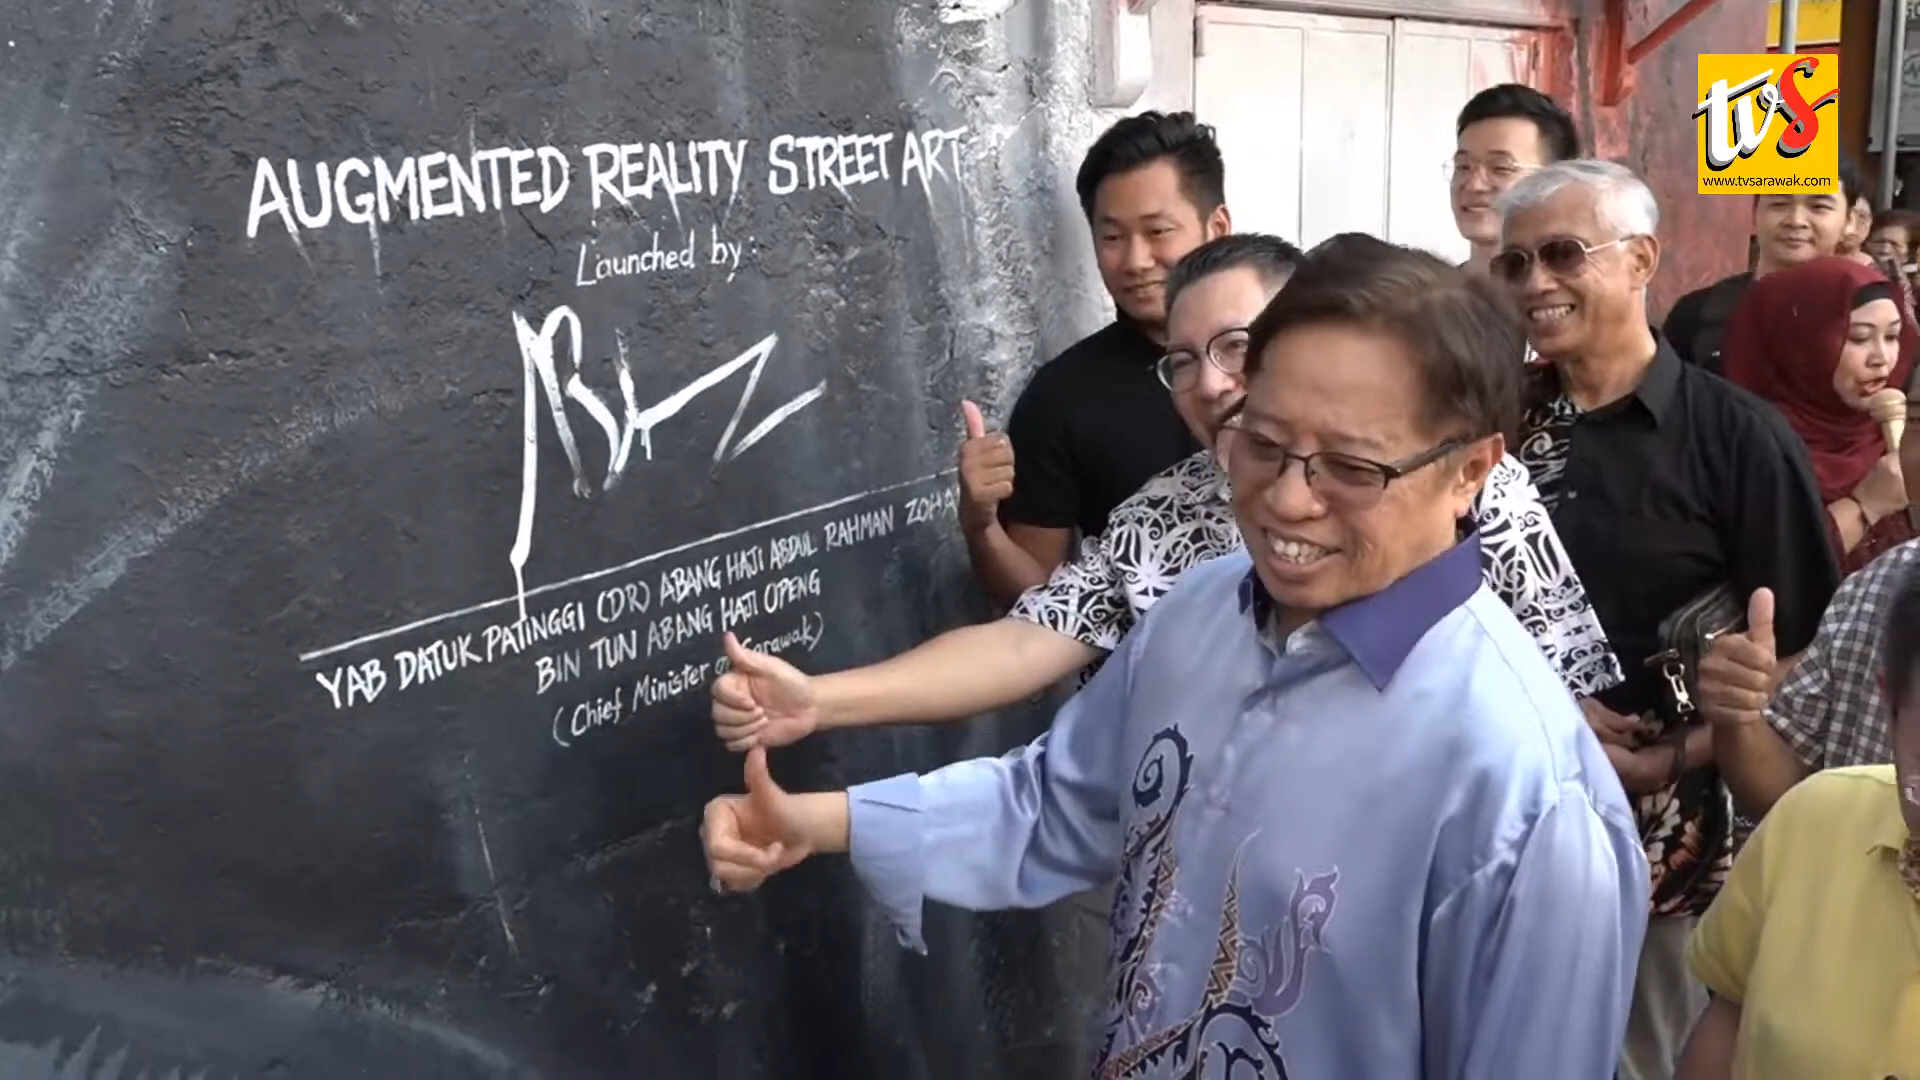 tvS
www.tvsarawak.com
AUGMENTED REALITY STREET ART
Launched by:
YAB DATUK PATINGGI (DR) ABANG HAJI ABDUL RAHMAN ZOHA
BIN TUN ABANG HAJI OPENG
(Chief Minister of Sarawak)